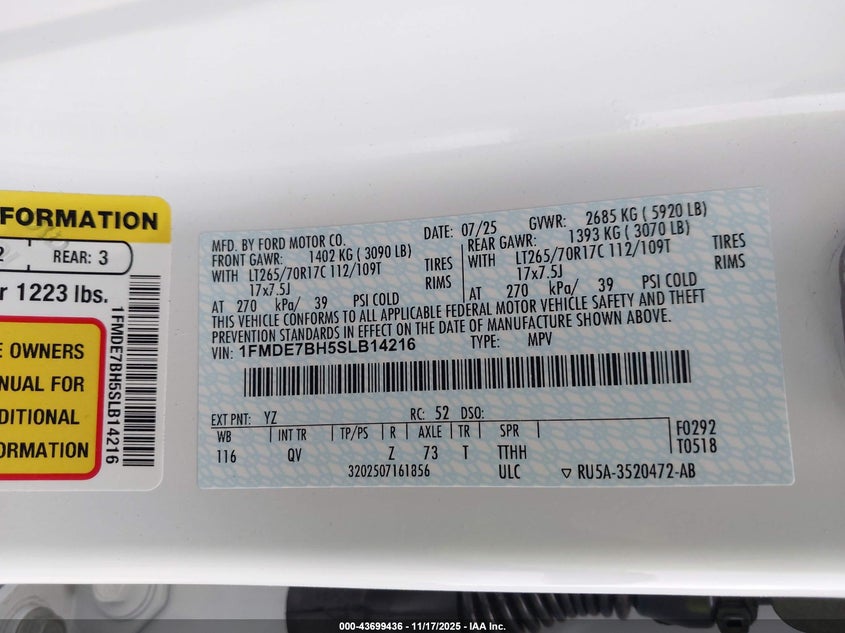 FORMATION
2 REAR: 3
r 1223 lbs.
E OWNERS
NUAL FOR
DITIONAL
FORMATION
1FMDE7BH5SLB14216
MFD. BY FORD MOTOR CO. DATE: 07/25 GVWR: 2685 KG ( 5920 LB)
FRONT GAWR: 1402 KG ( 3090 LB) REAR GAWR: 1393 KG ( 3070 LB)
WITH LT265/70R17C 112/109T TIRES WITH LT265/70R17C 112/109T TIRES
17x7.5J RIMS 17x7.5J RIMS
AT 270 kPa/ 39 PSI COLD AT 270 kPa/ 39 PSI COLD
THIS VEHICLE CONFORMS TO ALL APPLICABLE FEDERAL MOTOR VEHICLE SAFETY AND THEFT
PREVENTION STANDARDS IN EFFECT ON THE DATE OF MANUFACTURE SHOWN ABOVE.
VIN: 1FMDE7BH5SLB14216 TYPE: MPV
EXT PNT: YZ RC: 52 DSO:
WB INT TR TP/PS R AXLE TR SPR F0292
116 QV Z 73 T TTHH T0518
3202507161856 ULC ▽ RU5A-3520472-AB
000-43699436 - 11/17/2025 - IAA Inc.